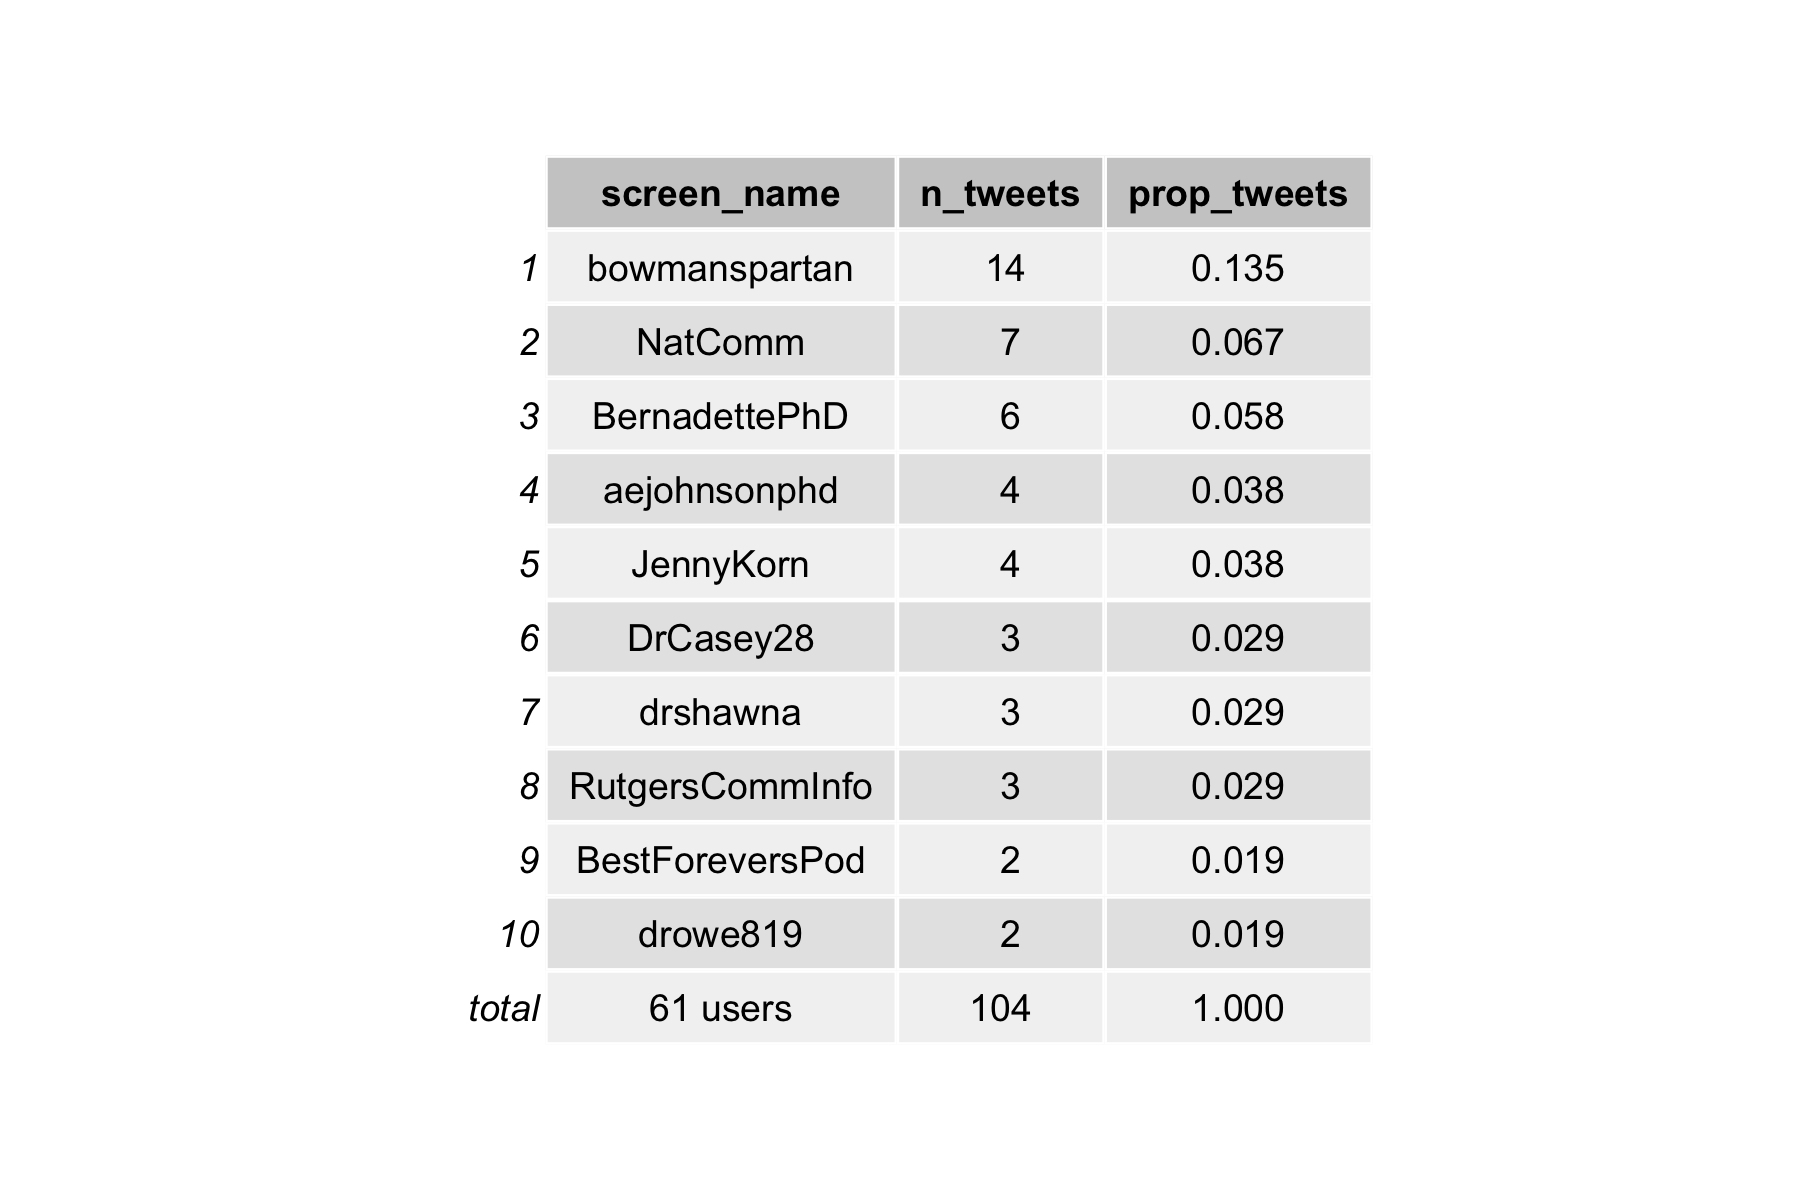 screen_name n_tweets prop_tweets
1 bowmanspartan 14 0.135
2 NatComm 7 0.067
3 BernadettePhD 6 0.058
4 aejohnsonphd 4 0.038
5 JennyKorn 4 0.038
6 DrCasey28 3 0.029
7 drshawna 3 0.029
8 RutgersCommInfo 3 0.029
9 BestForeversPod 2 0.019
10 drowe819 2 0.019
total 61 users 104 1.000